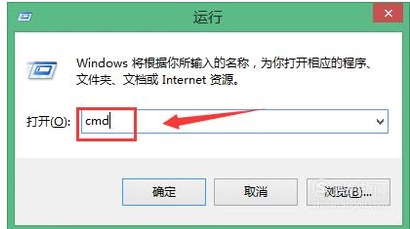 运行
Windows 将根据你所输入的名称，为你打开相应的程序、
文件夹、文档或 Internet 资源。
打开(O): cmd
确定 取消 浏览(B)...